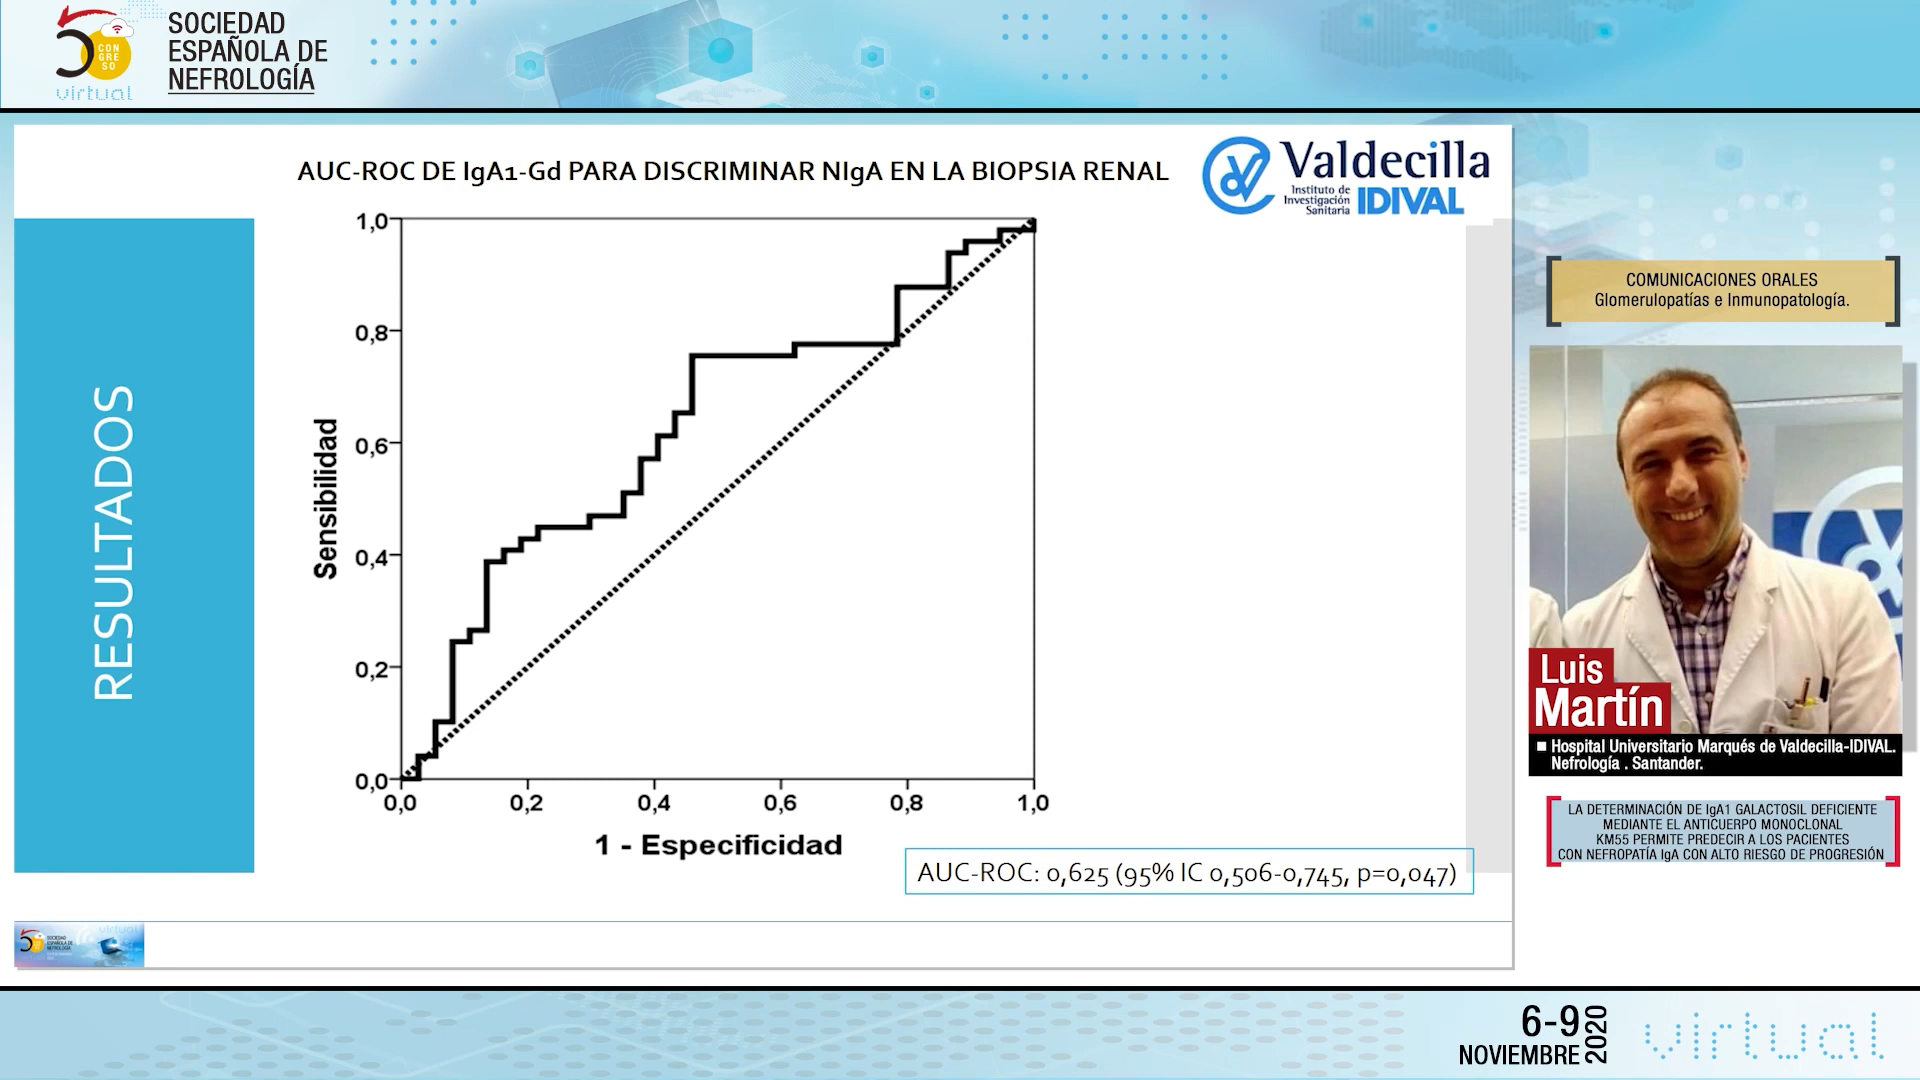 SOCIEDAD
ESPAÑOLA DE
NEFROLOGÍA
50
CON
GRE
SO
virtual
AUC-ROC DE IgA1-Gd PARA DISCRIMINAR NIgA EN LA BIOPSIA RENAL
Valdecilla
Instituto de
Investigación
Sanitaria
IDIVAL
RESULTADOS
Sensibilidad
1,0
0,8
0,6
0,4
0,2
0,0
0,0 0,2 0,4 0,6 0,8 1,0
1 - Especificidad
AUC-ROC: 0,625 (95% IC 0,506-0,745, p=0,047)
COMUNICACIONES ORALES
Glomerulopatías e Inmunopatología.
Luis
Martín
Hospital Universitario Marqués de Valdecilla-IDIVAL.
Nefrología . Santander.
LA DETERMINACIÓN DE IgA1 GALACTOSIL DEFICIENTE
MEDIANTE EL ANTICUERPO MONOCLONAL
KM55 PERMITE PREDECIR A LOS PACIENTES
CON NEFROPATÍA IgA CON ALTO RIESGO DE PROGRESIÓN
6-9
NOVIEMBRE
2020
virtual